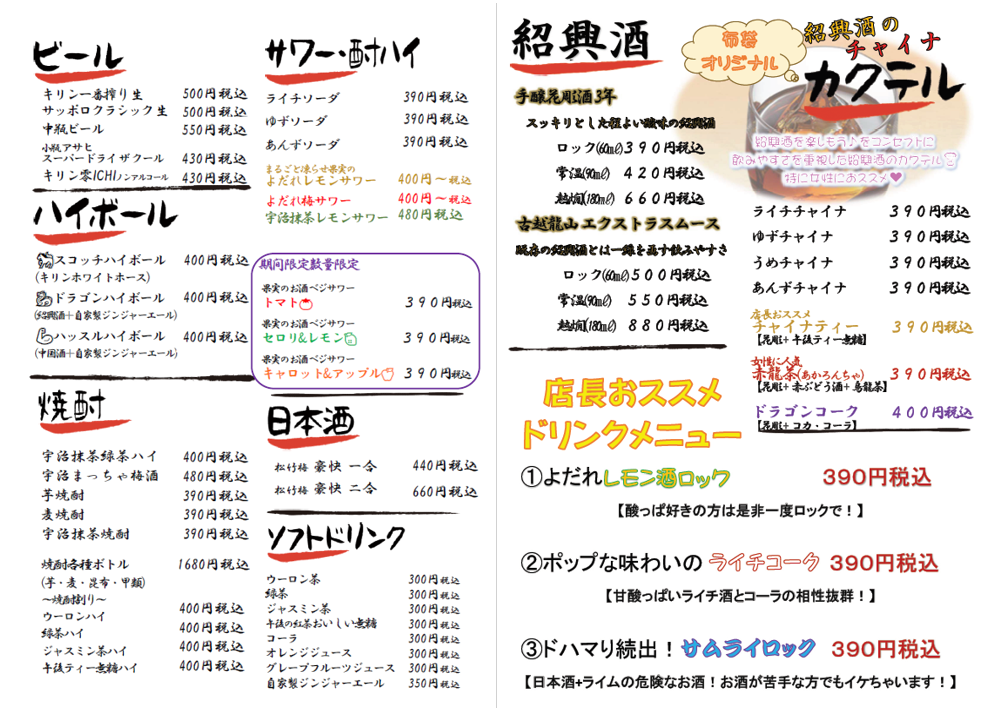 ビール
キリン一番搾り生 500円税込
サッポロクラシック生 500円税込
中瓶ビール 550円税込
小瓶アサヒ
スーパードライザクール 430円税込
キリン零ICHIノンアルコール 430円税込
ハイボール
スコッチハイボール 400円税込
(キリンホワイトホース)
ドラゴンハイボール 400円税込
(紹興酒+自家製ジンジャーエール)
ハッスルハイボール 400円税込
(中国酒+自家製ジンジャーエール)
焼酎
宇治抹茶緑茶ハイ 400円税込
宇治まっちゃ梅酒 480円税込
芋焼酎 390円税込
麦焼酎 390円税込
宇治抹茶焼酎 390円税込
焼酎各種ボトル 1680円税込
(芋・麦・昆布・甲類)
～焼酎割り～
ウーロンハイ 400円税込
緑茶ハイ 400円税込
ジャスミン茶ハイ 400円税込
午後ティー無糖ハイ 400円税込
サワー・酎ハイ
ライチソーダ 390円税込
ゆずソーダ 390円税込
あんずソーダ 390円税込
まるごと凍らせ果実の
よだれレモンサワー 400円～税込
よだれ梅サワー 400円～税込
宇治抹茶レモンサワー 480円税込
期間限定数量限定
果実のお酒ベジサワー
トマト 390円税込
果実のお酒ベジサワー
セロリ&レモン 390円税込
果実のお酒ベジサワー
キャロット&アップル 390円税込
日本酒
松竹梅 豪快 一合 440円税込
松竹梅 豪快 二合 660円税込
ソフトドリンク
ウーロン茶 300円税込
緑茶 300円税込
ジャスミン茶 300円税込
午後の紅茶おいしい無糖 300円税込
コーラ 300円税込
オレンジジュース 300円税込
グレープフルーツジュース 300円税込
自家製ジンジャーエール 350円税込
紹興酒
手醸花彫酒3年
スッキリとした程よい酸味の紹興酒
ロック(60㎖) 390円税込
常温(90㎖) 420円税込
熱燗(180㎖) 660円税込
古越龍山 エクストラスムース
既存の紹興酒とは一線を画す飲みやすさ
ロック(60㎖) 500円税込
常温(90㎖) 550円税込
熱燗(180㎖) 880円税込
布袋
オリジナル
紹興酒の
チャイナ
カクテル
紹興酒を楽しもう♪をコンセプトに
飲みやすさを重視した紹興酒のカクテル
特に女性におススメ♥
ライチチャイナ 390円税込
ゆずチャイナ 390円税込
うめチャイナ 390円税込
あんずチャイナ 390円税込
店長おススメ
チャイナティー 390円税込
【花彫+ 午後ティー無糖】
女性に人気
赤龍茶(あかろんちゃ) 390円税込
【花彫+ 赤ぶどう酒+ 烏龍茶】
ドラゴンコーク 400円税込
【花彫+ コカ・コーラ】
店長おススメ
ドリンクメニュー
①よだれレモン酒ロック 390円税込
【酸っぱ好きの方は是非一度ロックで！】
②ポップな味わいの ライチコーク 390円税込
【甘酸っぱいライチ酒とコーラの相性抜群！】
③ドハマり続出！サムライロック 390円税込
【日本酒+ライムの危険なお酒！お酒が苦手な方でもイケちゃいます！】